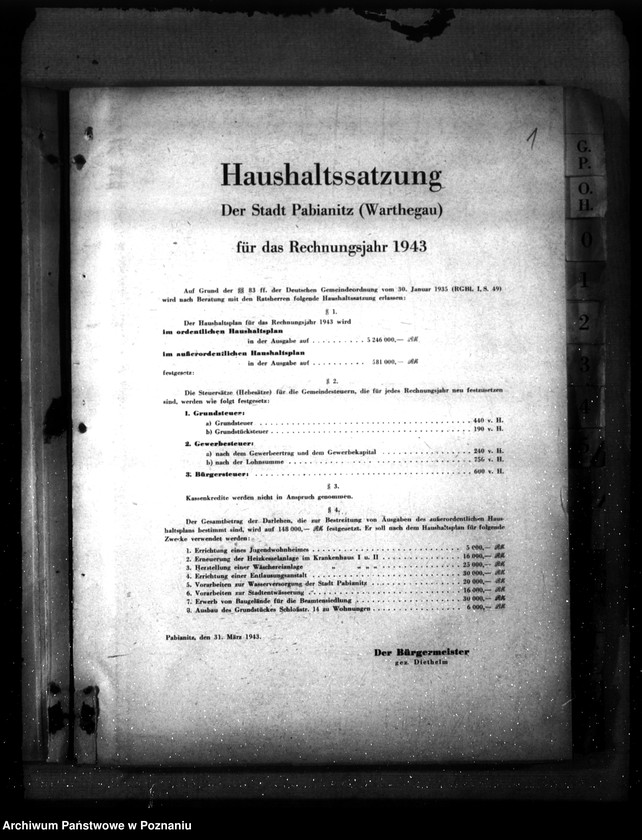 1
Haushaltssatzung
Der Stadt Pabianitz (Warthegau)
für das Rechnungsjahr 1943
Auf Grund der §§ 83 ff. der Deutschen Gemeindeordnung vom 30. Januar 1935 (RGBl. I, S. 49)
wird nach Beratung mit den Ratsherren folgende Haushaltssatzung erlassen:
§ 1.
Der Haushaltsplan für das Rechnungsjahr 1943 wird
im ordentlichen Haushaltsplan
in der Ausgabe auf . . . . . . . . . . 5 246 000,— RM
im außerordentlichen Haushaltsplan
in der Ausgabe auf . . . . . . . . . . 581 000,— RM
festgesetz:
§ 2.
Die Steuersätze (Hebesätze) für die Gemeindesteuern, die für jedes Rechnungsjahr neu festzusetzen
sind, werden wie folgt festgesetz:
1. Grundsteuer:
a) Grundsteuer . . . . . . . . . . 440 v. H.
b) Grundstücksteuer . . . . . . . . . . 190 v. H.
2. Gewerbesteuer:
a) nach dem Gewerbeertrag und dem Gewerbekapital . . . . . . . . . . 240 v. H.
b) nach der Lohnsumme . . . . . . . . . . v. H.
3. Bürgersteuer: . . . . . . . . . . 600 v. H.
§ 3.
Kassenkredite werden nicht in Anspruch genommen.
§ 4.
Der Gesamtbetrag der Darlehen, die zur Bestreitung von Ausgaben des außerordentlichen Haus-
haltsplans bestimmt sind, wird auf 148 000,— RM festgesetzt. Er soll nach dem Haushaltsplan für folgende
Zwecke verwendet werden:
1. Errichtung eines Jugendwohnheimes . . . . . . . . . . 5 000,— RM
2. Erneuerung der Heizkesselanlage im Krankenhaus I u. II . . . . . . . . . . 16 000,— RM
3. Herstellung einer Wäschereianlage " " " " . . . . . . . . . . 25 000,— RM
4. Errichtung einer Entlausungsanstalt . . . . . . . . . . 30 000,— RM
5. Vorarbeiten zur Wasserversorgung der Stadt Pabianitz . . . . . . . . . . 20 000,— RM
6. Vorarbeiten zur Stadtentwässerung . . . . . . . . . . 16 000,— RM
7. Erwerb von Baugelände für die Beamtensiedlung . . . . . . . . . . 30 000,— RM
8. Ausbau des Grundstückes Schloßstr. 14 zu Wohnungen . . . . . . . . . . 6 000,— RM
Pabianitz, den 31. März 1943.
Der Bürgermeister
gez. Diethelm
G.
P.
O.
H.
0
1
2
3
4
Archiwum Państwowe w Poznaniu